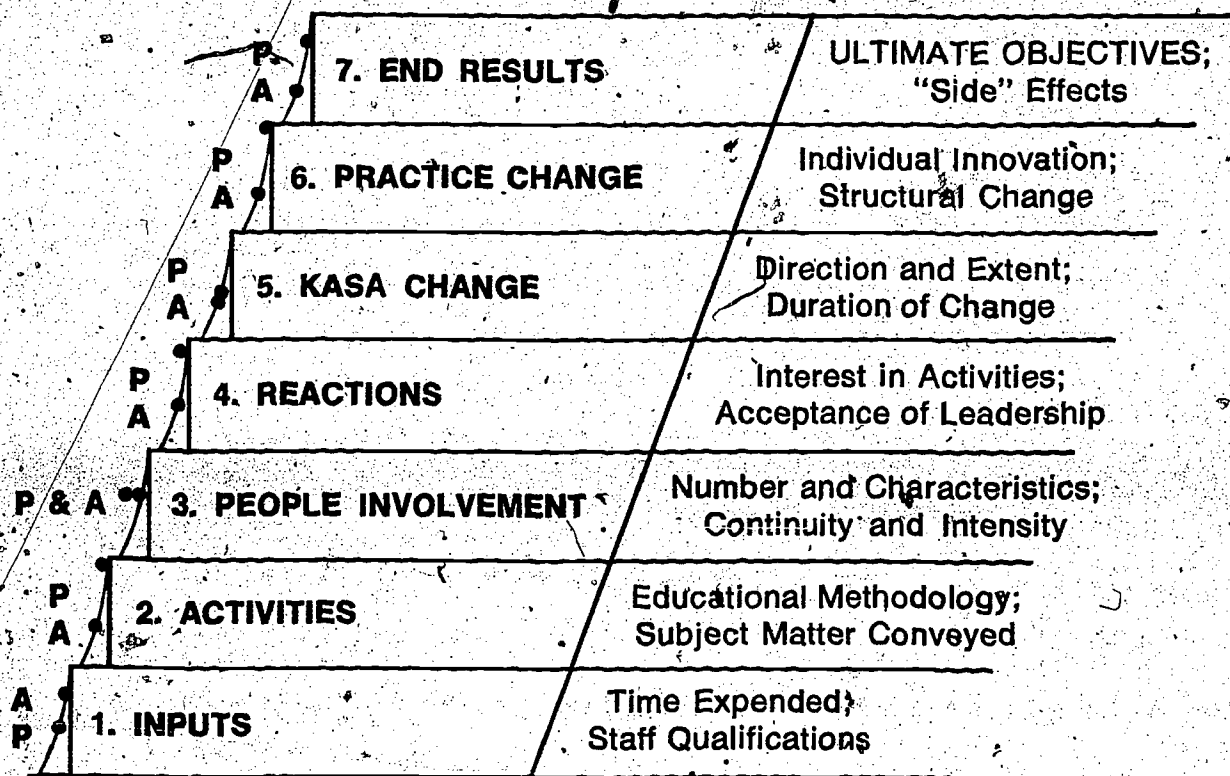 P
A
7. END RESULTS
ULTIMATE OBJECTIVES;
“Side” Effects
P
A
6. PRACTICE CHANGE
Individual Innovation;
Structural Change
P
A
5. KASA CHANGE
Direction and Extent;
Duration of Change
P
A
4. REACTIONS
Interest in Activities;
Acceptance of Leadership
P & A
3. PEOPLE INVOLVEMENT
Number and Characteristics;
Continuity and Intensity
P
A
2. ACTIVITIES
Educational Methodology;
Subject Matter Conveyed
A
P
1. INPUTS
Time Expended;
Staff Qualifications